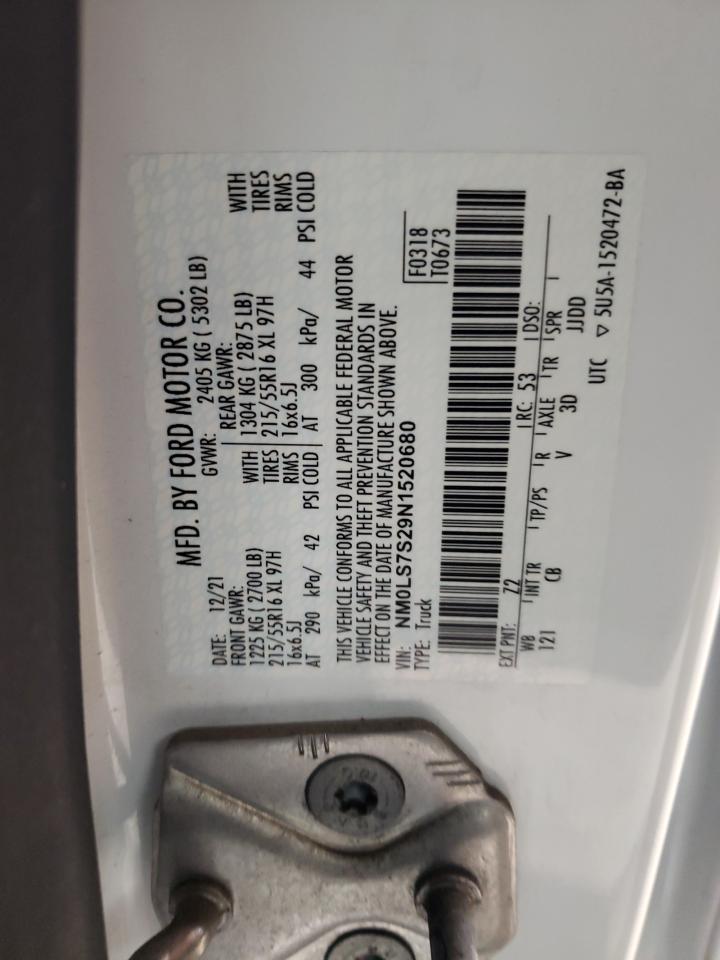 MFD. BY FORD MOTOR CO.
DATE: 12/21 GVWR: 2405 KG ( 5302 LB)
FRONT GAWR: REAR GAWR:
1225 KG ( 2700 LB) WITH 1304 KG ( 2875 LB) WITH
215/55R16 XL 97H TIRES 215/55R16 XL 97H TIRES
16x6.5J RIMS 16x6.5J RIMS
AT 290 kPa/ 42 PSI COLD AT 300 kPa/ 44 PSI COLD
THIS VEHICLE CONFORMS TO ALL APPLICABLE FEDERAL MOTOR
VEHICLE SAFETY AND THEFT PREVENTION STANDARDS IN
EFFECT ON THE DATE OF MANUFACTURE SHOWN ABOVE.
VIN: NM0LS7S29N1520680 F0318
TYPE: Truck T0673
EXT PNT: Z2 RC: 53 DSO:
WB INT TR TP/PS R AXLE TR SPR
121 CB V 3D JJDD
UTC ▽ 5U5A-1520472-BA